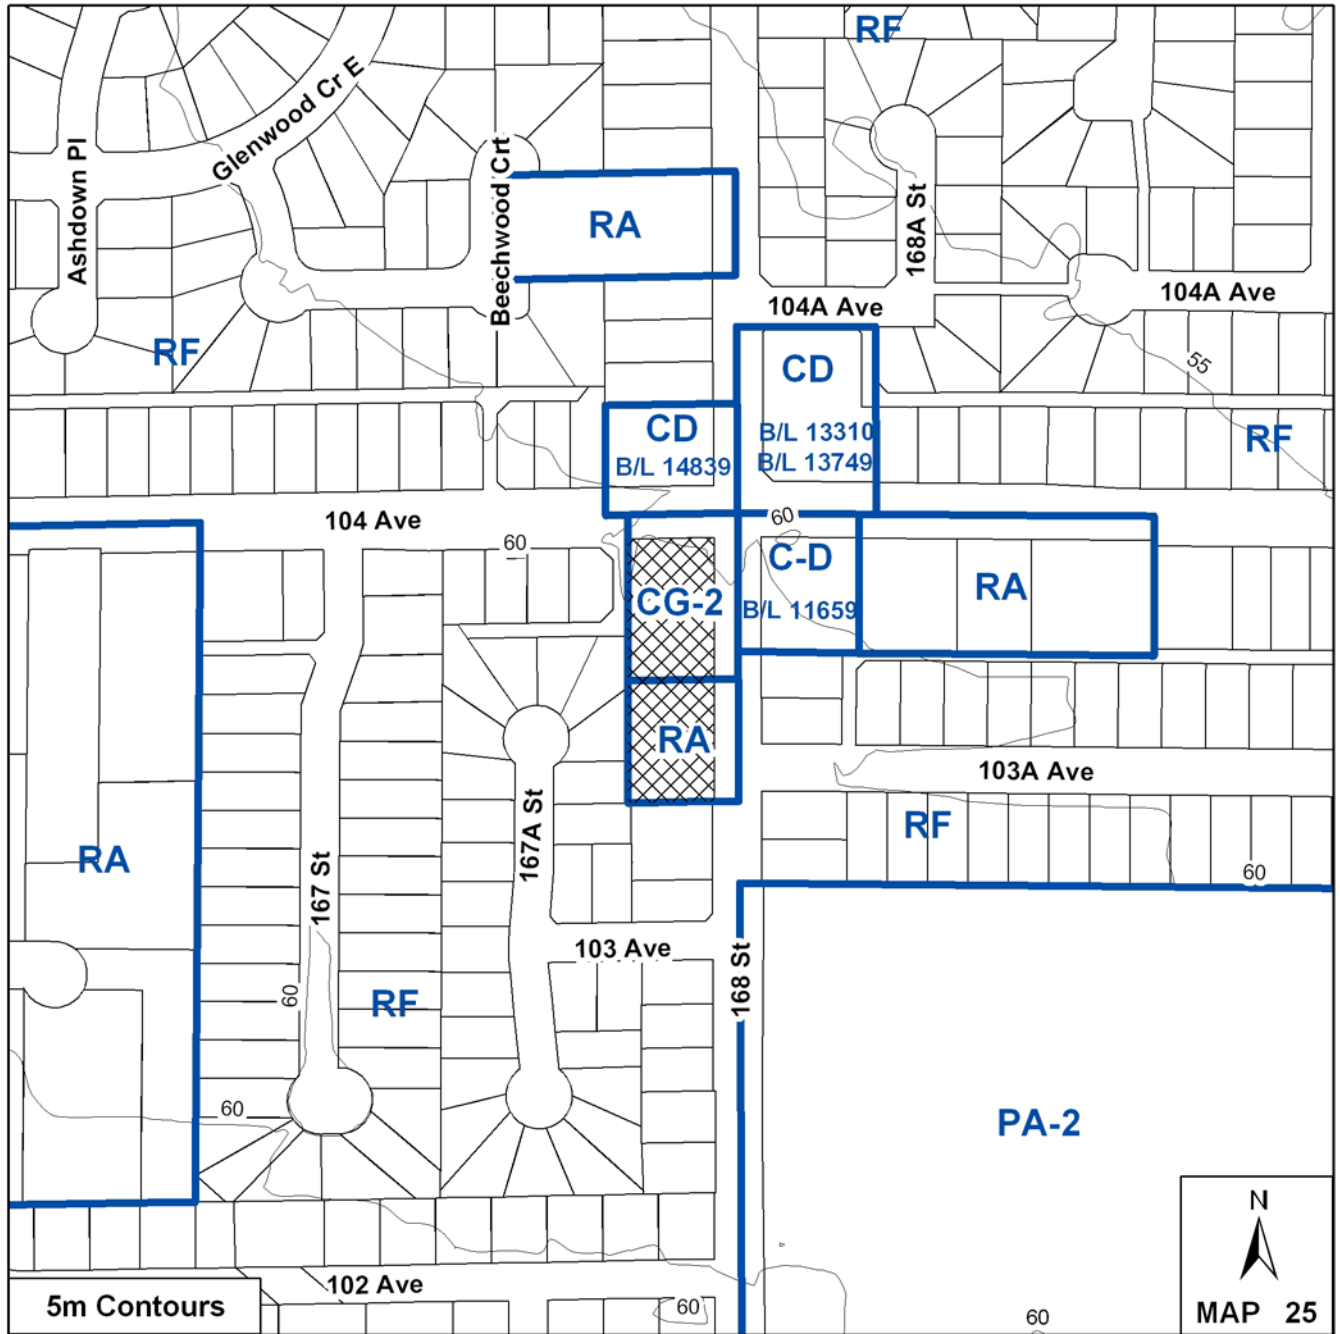 RF
Glenwood Cr E
Ashdown Pl
Beechwood Crt
RA
168A St
104A Ave
104A Ave
RF
55
CD
CD
B/L 13310
B/L 13749
RF
B/L 14839
104 Ave
60
60
C-D
CG-2
B/L 11659
RA
RA
103A Ave
167A St
RF
RA
167 St
60
103 Ave
168 St
60
RF
60
PA-2
N
102 Ave
5m Contours
60
60
MAP 25